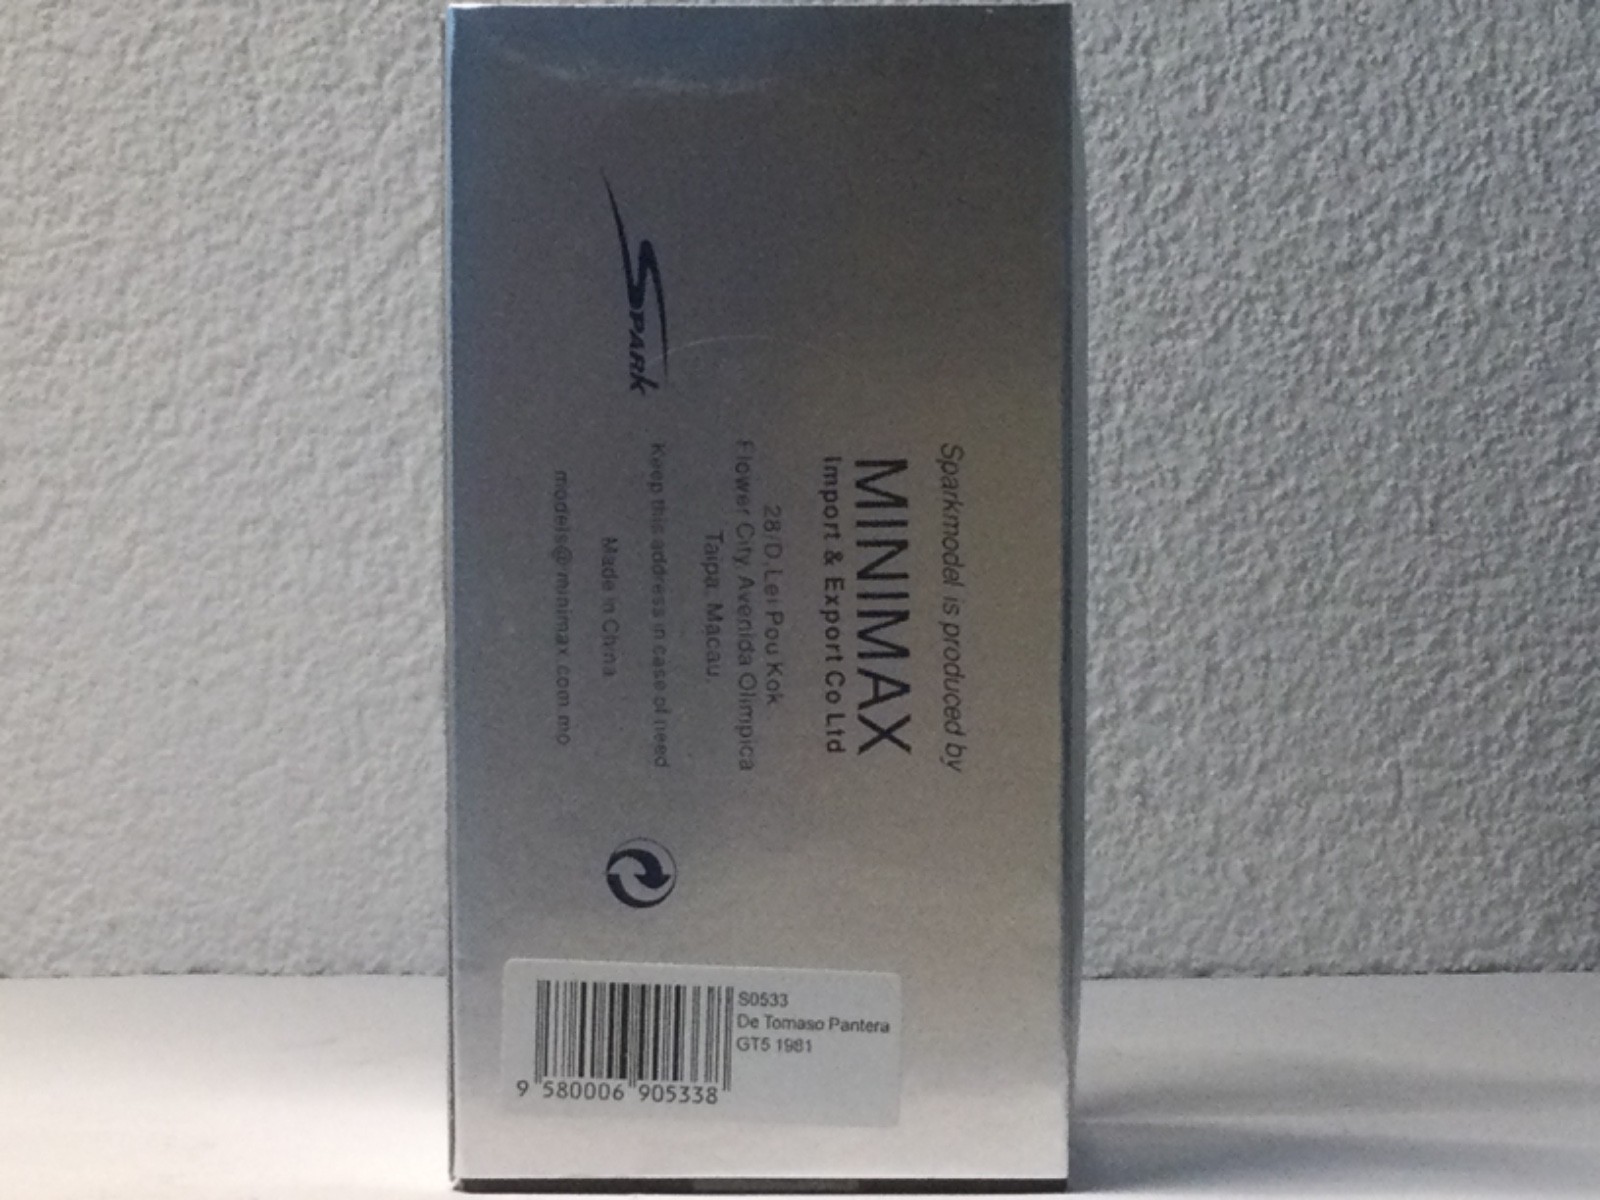 Sparkmodel is produced by
MINIMAX
Import & Export Co Ltd
28/D, Lei Pou Kok
Flower City Avenida Olimpica
Taipa. Macau.
Keep this address in case of need
Made in China
models@minimax.com.mo
SPARK
S0533
De Tomaso Pantera
GT5 1981
9 580006 905338